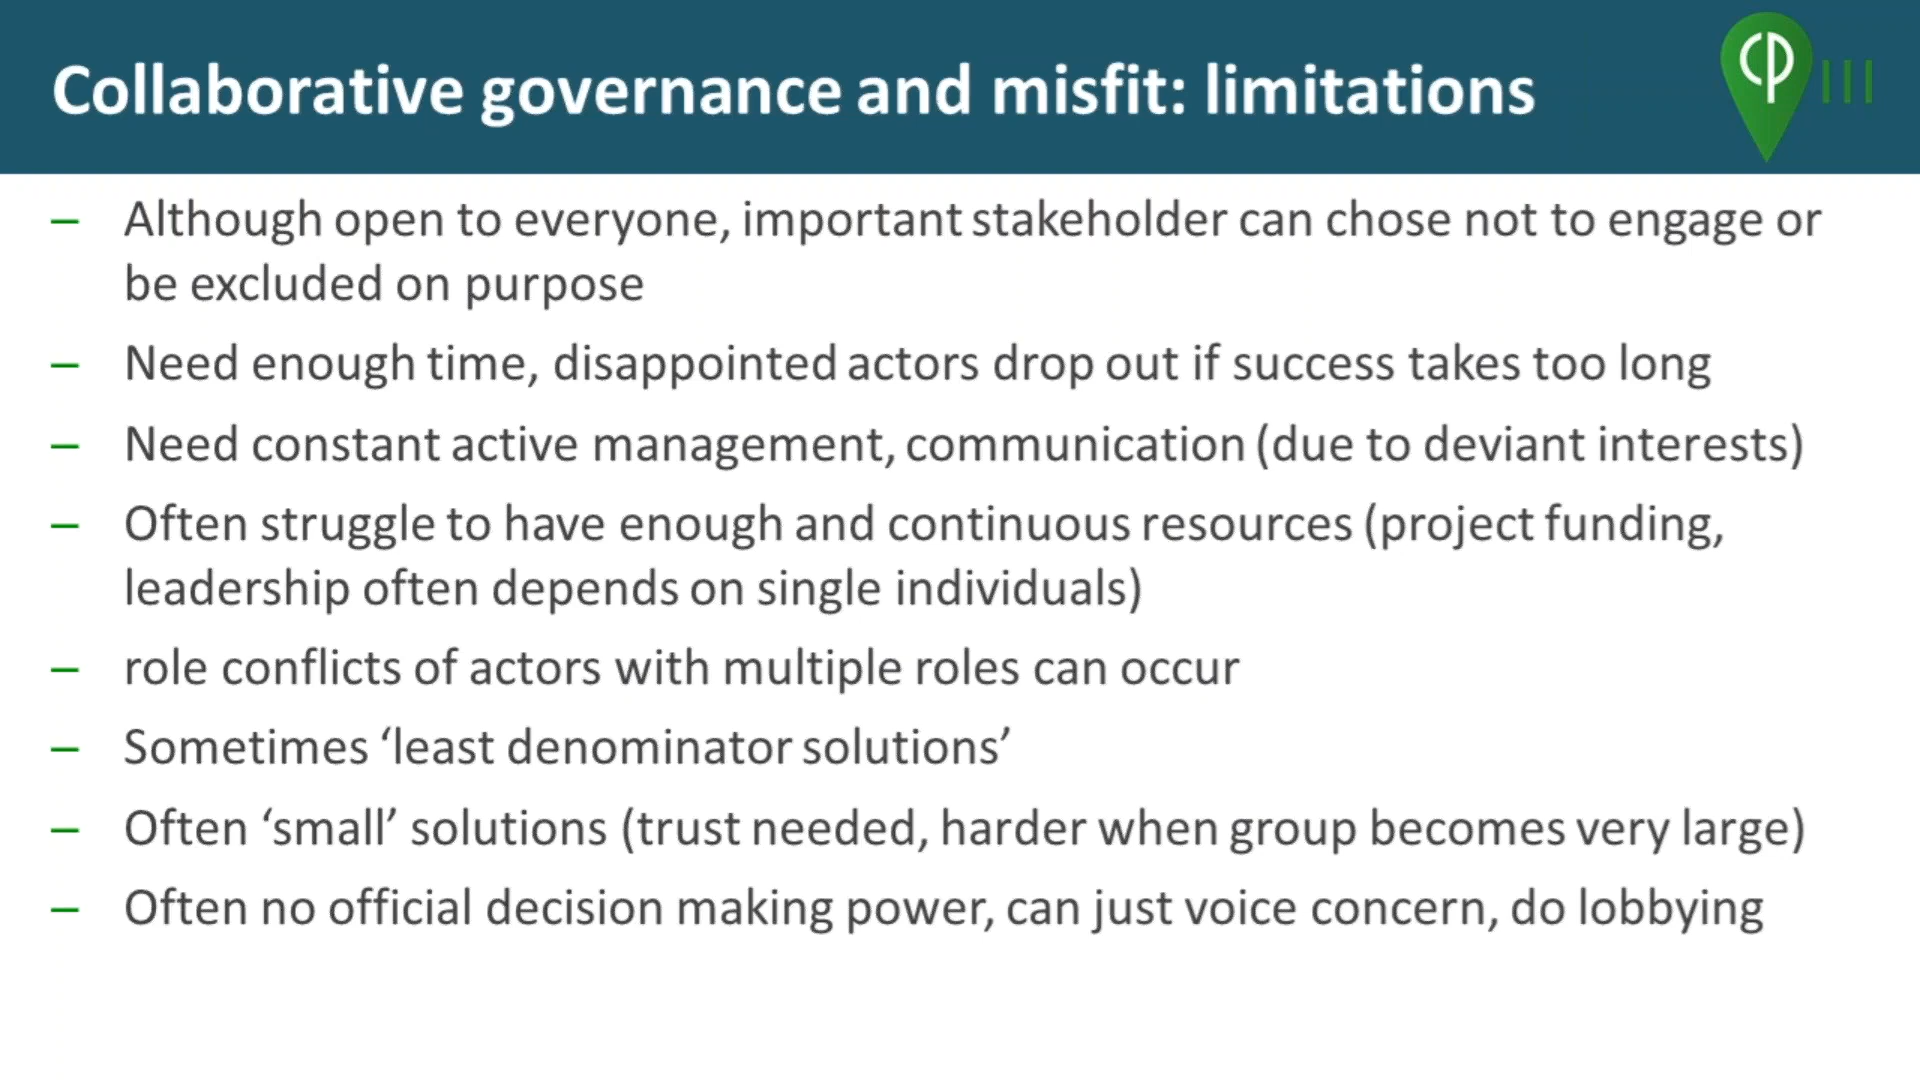 Collaborative governance and misfit: limitations
– Although open to everyone, important stakeholder can chose not to engage or
be excluded on purpose
– Need enough time, disappointed actors drop out if success takes too long
– Need constant active management, communication (due to deviant interests)
– Often struggle to have enough and continuous resources (project funding,
leadership often depends on single individuals)
– role conflicts of actors with multiple roles can occur
– Sometimes ‘least denominator solutions’
– Often ‘small’ solutions (trust needed, harder when group becomes very large)
– Often no official decision making power, can just voice concern, do lobbying